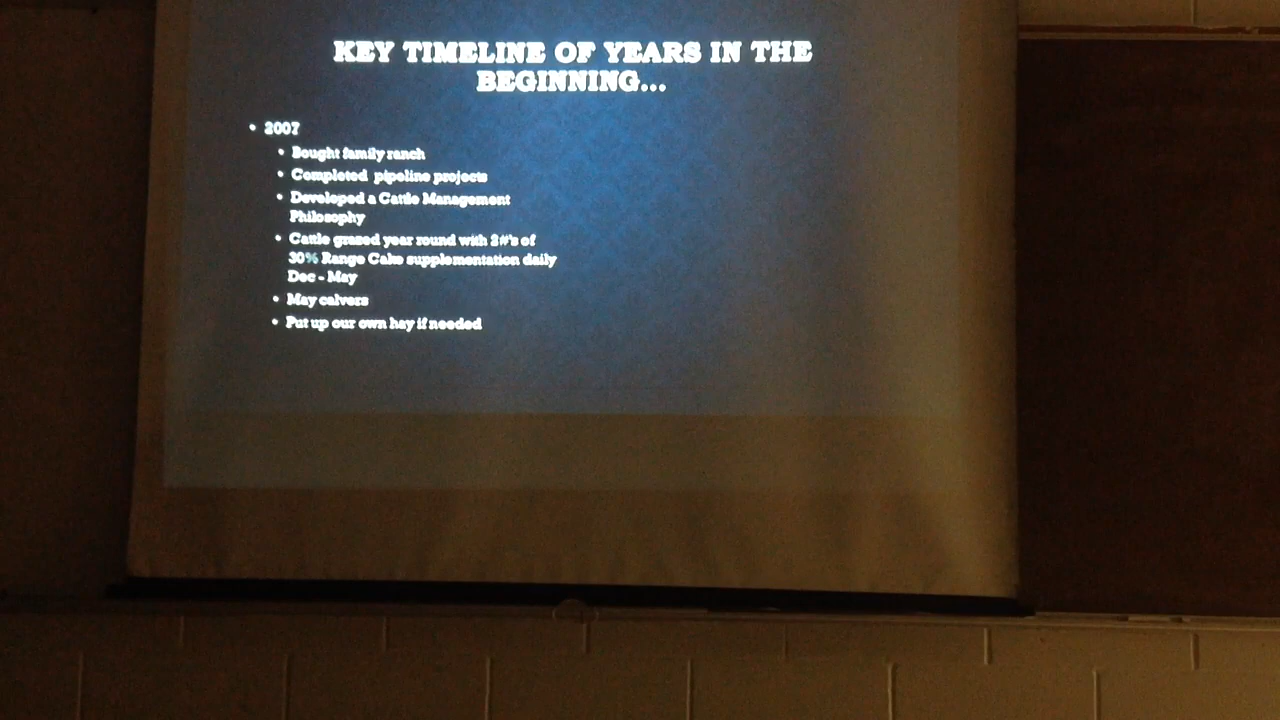 KEY TIMELINE OF YEARS IN THE
BEGINNING...
• 2007
• Bought family ranch
• Completed pipeline projects
• Developed a Cattle Management
Philosophy
• Cattle grazed year round with 2#'s of
30% Range Cake supplementation daily
Dec - May
• May calvers
• Put up our own hay if needed